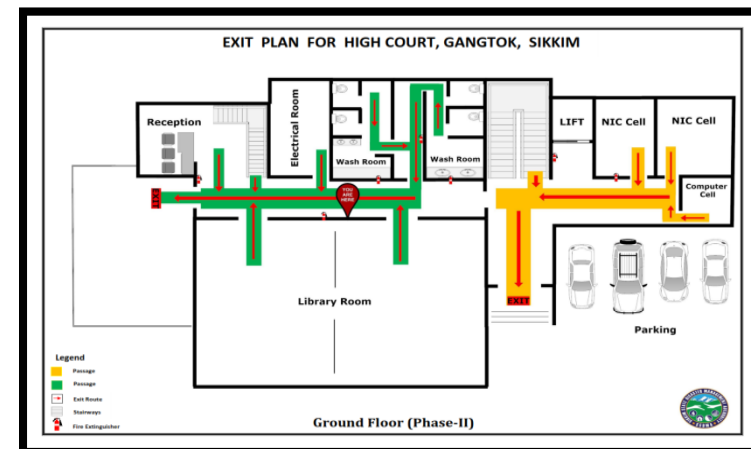 EXIT PLAN FOR HIGH COURT, GANGTOK, SIKKIM
Reception
Electrical Room
Wash Room
Wash Room
LIFT
NIC Cell
NIC Cell
Computer
Cell
EXIT
YOU
ARE
HERE
Library Room
EXIT
Parking
Legend
Passage
Passage
Exit Route
Stairways
Fire Extinguisher
Ground Floor (Phase-II)